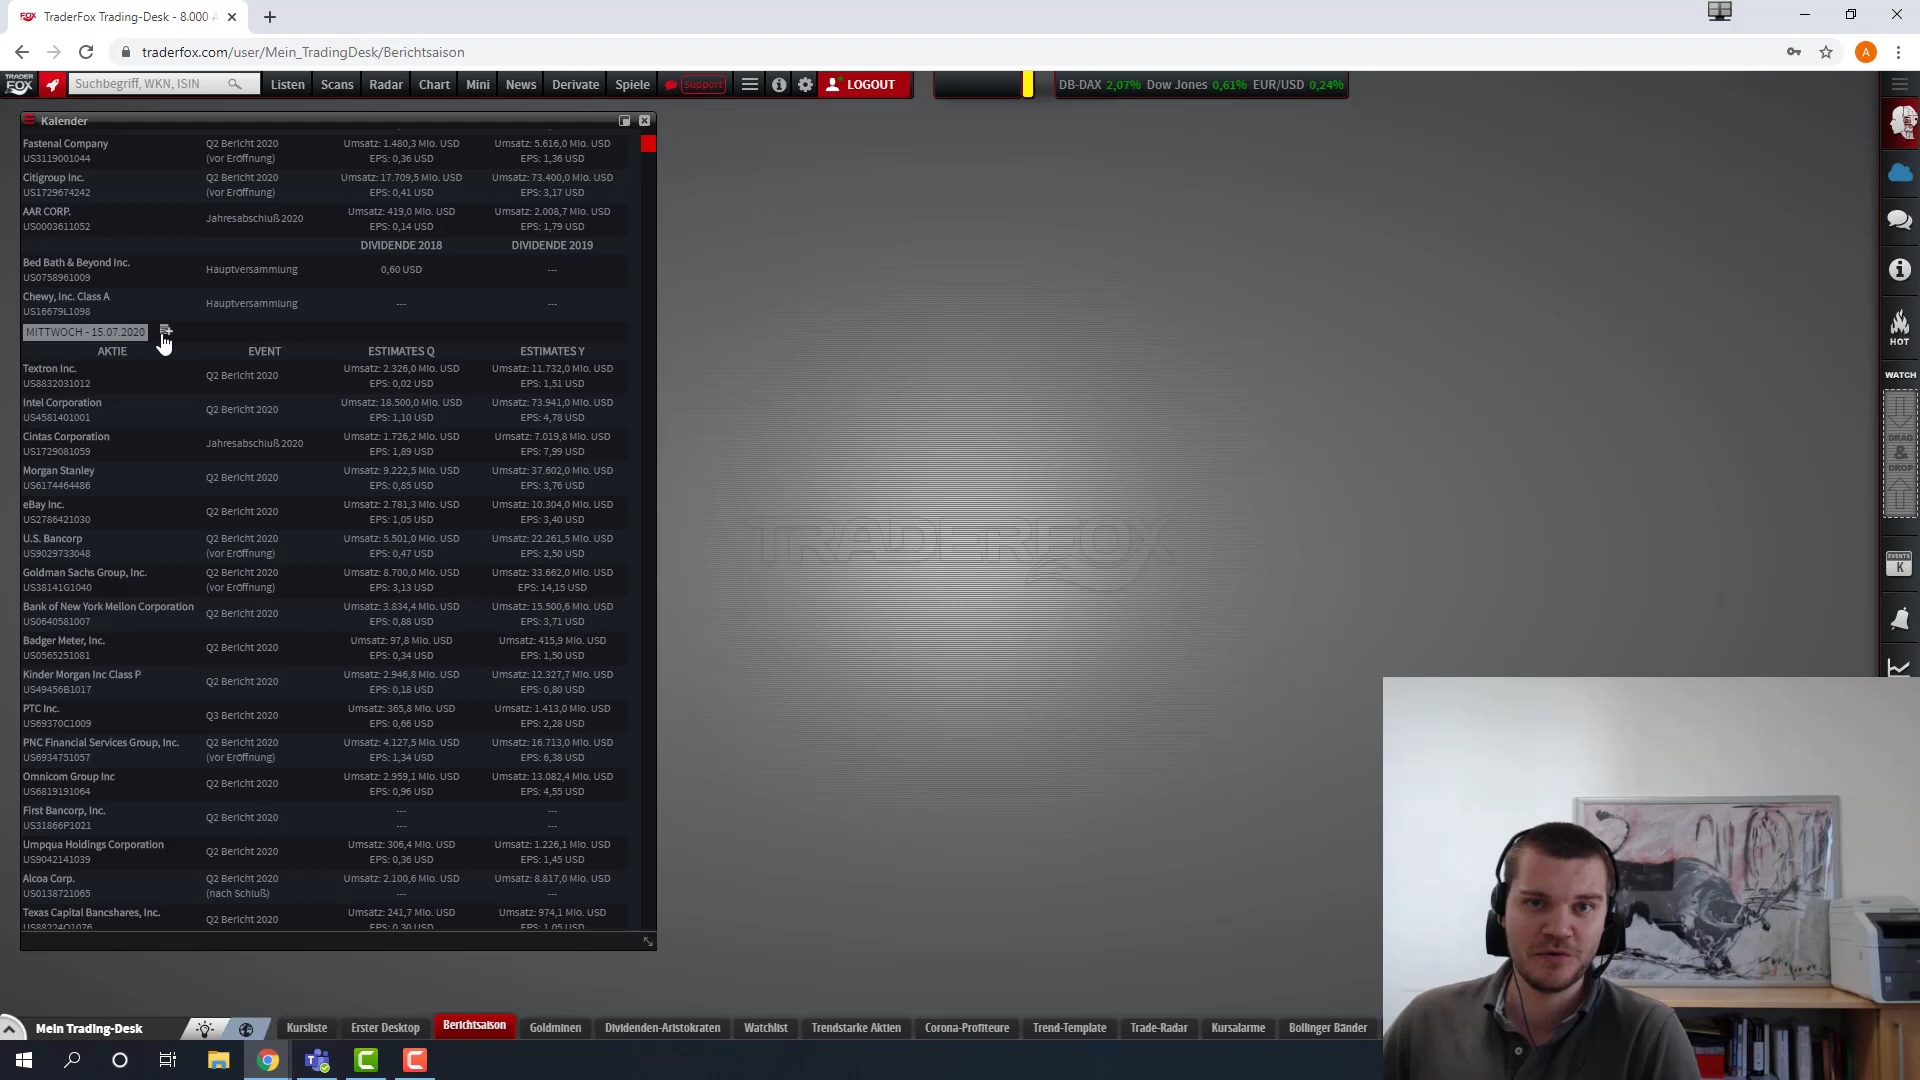 TraderFox Trading-Desk - 8.000 A
traderfox.com/user/Mein_TradingDesk/Berichtsaison
A
TRADER FOX
Suchbegriff, WKN, ISIN
Listen Scans Radar Chart Mini News Derivate Spiele Support LOGOUT
DB-DAX 2,07% Dow Jones 0,61% EUR/USD 0,24%
Kalender
Fastenal Company Q2 Bericht 2020 Umsatz: 1.480,3 Mio. USD Umsatz: 5.616,0 Mio. USD
US3119001044 (vor Eröffnung) EPS: 0,36 USD EPS: 1,36 USD
Citigroup Inc. Q2 Bericht 2020 Umsatz: 17.709,5 Mio. USD Umsatz: 73.400,0 Mio. USD
US1729674242 (vor Eröffnung) EPS: 0,41 USD EPS: 3,17 USD
AAR CORP. Jahresabschluß 2020 Umsatz: 419,0 Mio. USD Umsatz: 2.008,7 Mio. USD
US0003611052 EPS: 0,14 USD EPS: 1,79 USD
DIVIDENDE 2018 DIVIDENDE 2019
Bed Bath & Beyond Inc. Hauptversammlung 0,60 USD ---
US0758961009
Chewy, Inc. Class A Hauptversammlung --- ---
US16679L1098
MITTWOCH - 15.07.2020
AKTIE EVENT ESTIMATES Q ESTIMATES Y
Textron Inc. Q2 Bericht 2020 Umsatz: 2.326,0 Mio. USD Umsatz: 11.732,0 Mio. USD
US8832031012 EPS: 0,02 USD EPS: 1,51 USD
Intel Corporation Q2 Bericht 2020 Umsatz: 18.500,0 Mio. USD Umsatz: 73.941,0 Mio. USD
US4581401001 EPS: 1,10 USD EPS: 4,78 USD
Cintas Corporation Jahresabschluß 2020 Umsatz: 1.726,2 Mio. USD Umsatz: 7.019,8 Mio. USD
US1729081059 EPS: 1,89 USD EPS: 7,99 USD
Morgan Stanley Q2 Bericht 2020 Umsatz: 9.222,5 Mio. USD Umsatz: 37.602,0 Mio. USD
US6174464486 EPS: 0,85 USD EPS: 3,76 USD
eBay Inc. Q2 Bericht 2020 Umsatz: 2.781,3 Mio. USD Umsatz: 10.304,0 Mio. USD
US2786421030 EPS: 1,05 USD EPS: 3,40 USD
U.S. Bancorp Q2 Bericht 2020 Umsatz: 5.501,0 Mio. USD Umsatz: 22.261,5 Mio. USD
US9029733048 (vor Eröffnung) EPS: 0,47 USD EPS: 2,50 USD
Goldman Sachs Group, Inc. Q2 Bericht 2020 Umsatz: 8.700,0 Mio. USD Umsatz: 33.662,0 Mio. USD
US38141G1040 (vor Eröffnung) EPS: 3,13 USD EPS: 14,15 USD
Bank of New York Mellon Corporation Q2 Bericht 2020 Umsatz: 3.834,4 Mio. USD Umsatz: 15.500,6 Mio. USD
US0640581007 EPS: 0,88 USD EPS: 3,71 USD
Badger Meter, Inc. Q2 Bericht 2020 Umsatz: 97,8 Mio. USD Umsatz: 415,9 Mio. USD
US0565251081 EPS: 0,34 USD EPS: 1,50 USD
Kinder Morgan Inc Class P Q2 Bericht 2020 Umsatz: 2.946,8 Mio. USD Umsatz: 12.327,7 Mio. USD
US49456B1017 EPS: 0,18 USD EPS: 0,80 USD
PTC Inc. Q3 Bericht 2020 Umsatz: 365,8 Mio. USD Umsatz: 1.413,0 Mio. USD
US69370C1009 EPS: 0,66 USD EPS: 2,28 USD
PNC Financial Services Group, Inc. Q2 Bericht 2020 Umsatz: 4.127,5 Mio. USD Umsatz: 16.713,0 Mio. USD
US6934751057 (vor Eröffnung) EPS: 1,34 USD EPS: 6,38 USD
Omnicom Group Inc Q2 Bericht 2020 Umsatz: 2.959,1 Mio. USD Umsatz: 13.082,4 Mio. USD
US6819191064 EPS: 0,96 USD EPS: 4,55 USD
First Bancorp, Inc. Q2 Bericht 2020 --- ---
US31866P1021 --- ---
Umpqua Holdings Corporation Q2 Bericht 2020 Umsatz: 306,4 Mio. USD Umsatz: 1.226,1 Mio. USD
US9042141039 EPS: 0,36 USD EPS: 1,45 USD
Alcoa Corp. Q2 Bericht 2020 Umsatz: 2.100,6 Mio. USD Umsatz: 8.817,0 Mio. USD
US0138721065 (nach Schluß) --- ---
Texas Capital Bancshares, Inc. Q2 Bericht 2020 Umsatz: 241,7 Mio. USD Umsatz: 974,1 Mio. USD
US88224Q1076 EPS: 0,30 USD EPS: 1,05 USD
TRADERFOX
HOT
WATCH
DRAG
&
DROP
EVENTS
K
Mein Trading-Desk Kursliste Erster Desktop Berichtsaison Goldminen Dividenden-Aristokraten Watchlist Trendstarke Aktien Corona-Profiteure Trend-Template Trade-Radar Kursalarme Bollinger Bänder